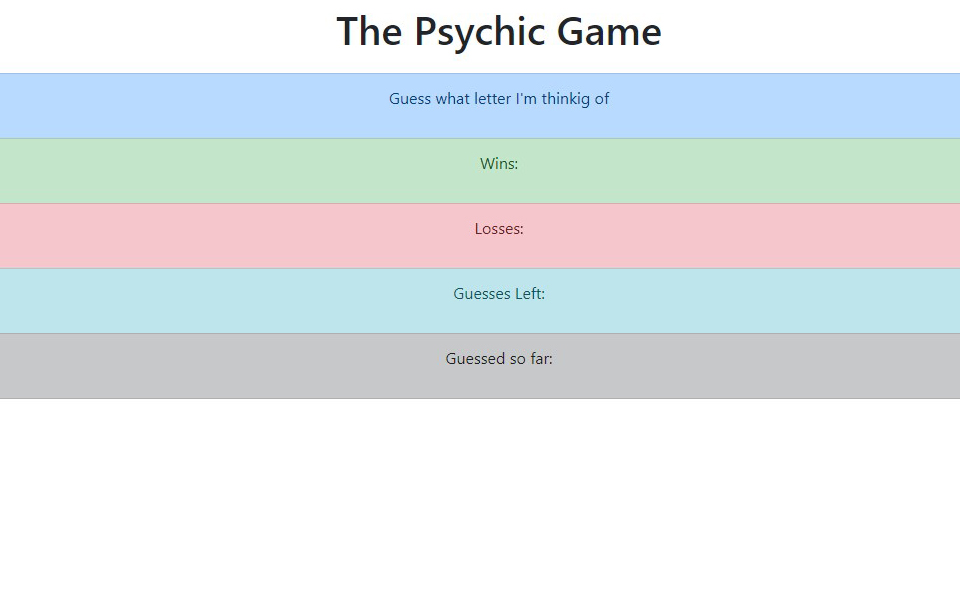 The Psychic Game
Guess what letter I'm thinkig of
Wins:
Losses:
Guesses Left:
Guessed so far: